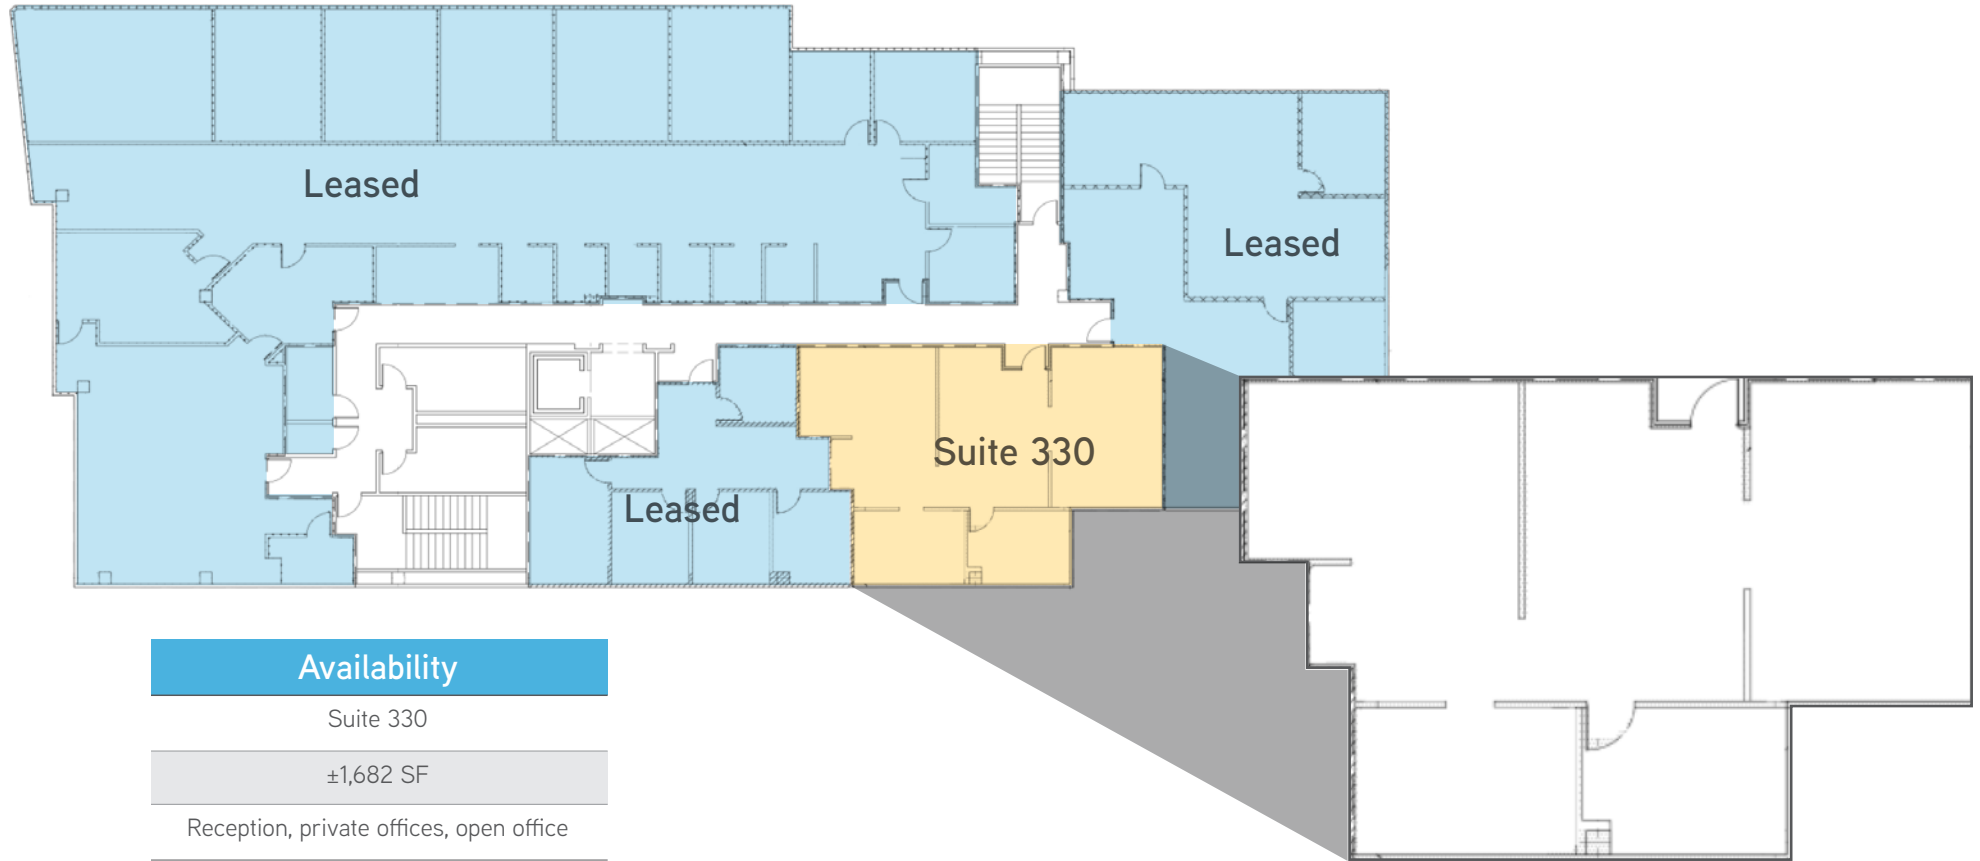 Leased
Leased
Suite 330
Leased
Availability
Suite 330
±1,682 SF
Reception, private offices, open office